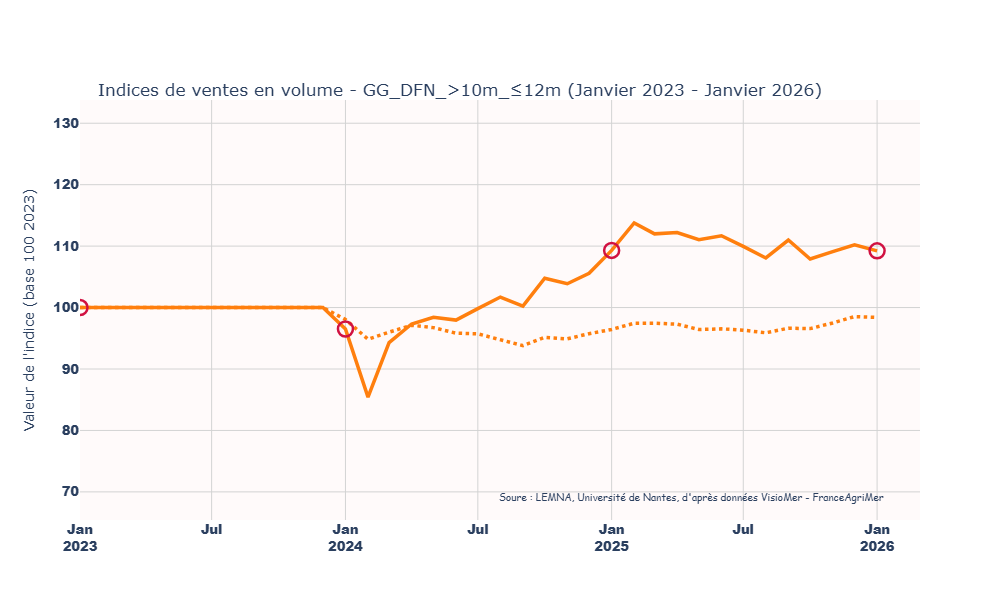 Indices de ventes en volume - GG_DFN_>10m_≤12m (Janvier 2023 - Janvier 2026)
Valeur de l'indice (base 100 2023)
130
120
110
100
90
80
70
Soure : LEMNA, Université de Nantes, d'après données VisioMer - FranceAgriMer
Jan Jul Jan Jul Jan Jul Jan
2023 2024 2025 2026